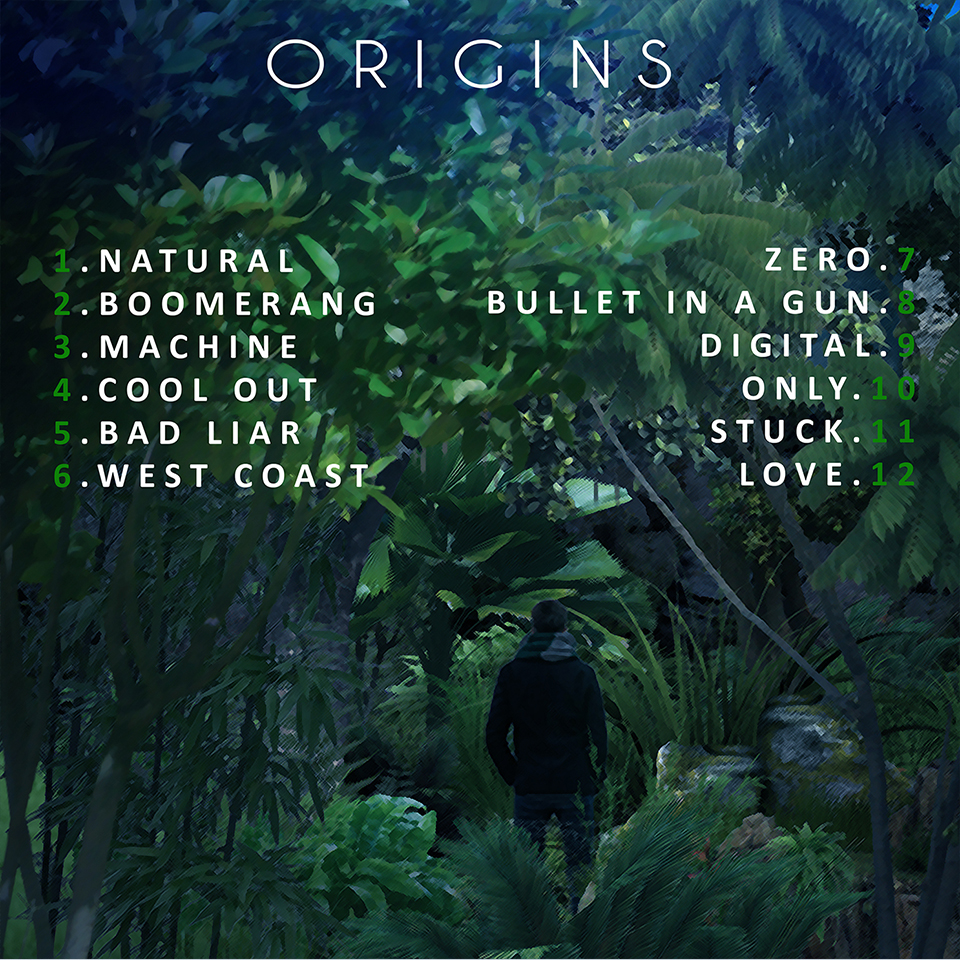 ORIGINS
1.NATURAL
2.BOOMERANG
3.MACHINE
4.COOL OUT
5.BAD LIAR
6.WEST COAST
ZERO.7
BULLET IN A GUN.8
DIGITAL.9
ONLY.10
STUCK.11
LOVE.12